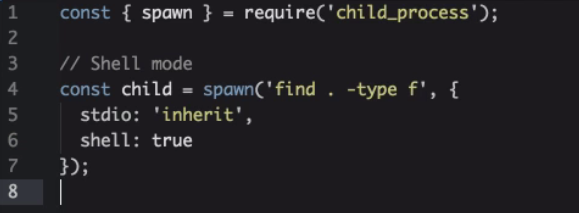 1 const { spawn } = require('child_process');
2
3 // Shell mode
4 const child = spawn('find . -type f', {
5 stdio: 'inherit',
6 shell: true
7 });
8